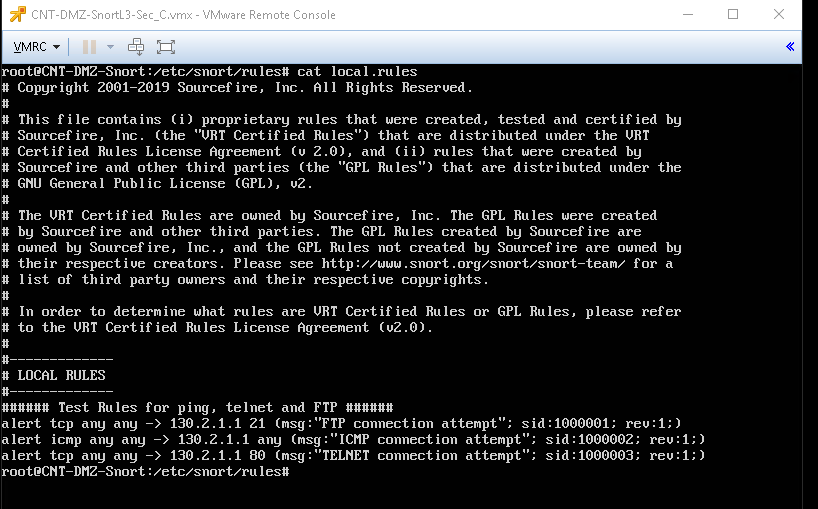 CNT-DMZ-SnortL3-Sec_C.vmx - VMware Remote Console
VMRC
root@CNT-DMZ-Snort:/etc/snort/rules# cat local.rules
# Copyright 2001-2019 Sourcefire, Inc. All Rights Reserved.
#
# This file contains (i) proprietary rules that were created, tested and certified by
# Sourcefire, Inc. (the "VRT Certified Rules") that are distributed under the VRT
# Certified Rules License Agreement (v 2.0), and (ii) rules that were created by
# Sourcefire and other third parties (the "GPL Rules") that are distributed under the
# GNU General Public License (GPL), v2.
#
# The VRT Certified Rules are owned by Sourcefire, Inc. The GPL Rules were created
# by Sourcefire and other third parties. The GPL Rules created by Sourcefire are
# owned by Sourcefire, Inc., and the GPL Rules not created by Sourcefire are owned by
# their respective creators. Please see http://www.snort.org/snort/snort-team/ for a
# list of third party owners and their respective copyrights.
#
# In order to determine what rules are VRT Certified Rules or GPL Rules, please refer
# to the VRT Certified Rules License Agreement (v2.0).
#
#-------------
# LOCAL RULES
#-------------
###### Test Rules for ping, telnet and FTP ######
alert tcp any any -> 130.2.1.1 21 (msg:"FTP connection attempt"; sid:1000001; rev:1;)
alert icmp any any -> 130.2.1.1 any (msg:"ICMP connection attempt"; sid:1000002; rev:1;)
alert tcp any any -> 130.2.1.1 80 (msg:"TELNET connection attempt"; sid:1000003; rev:1;)
root@CNT-DMZ-Snort:/etc/snort/rules#